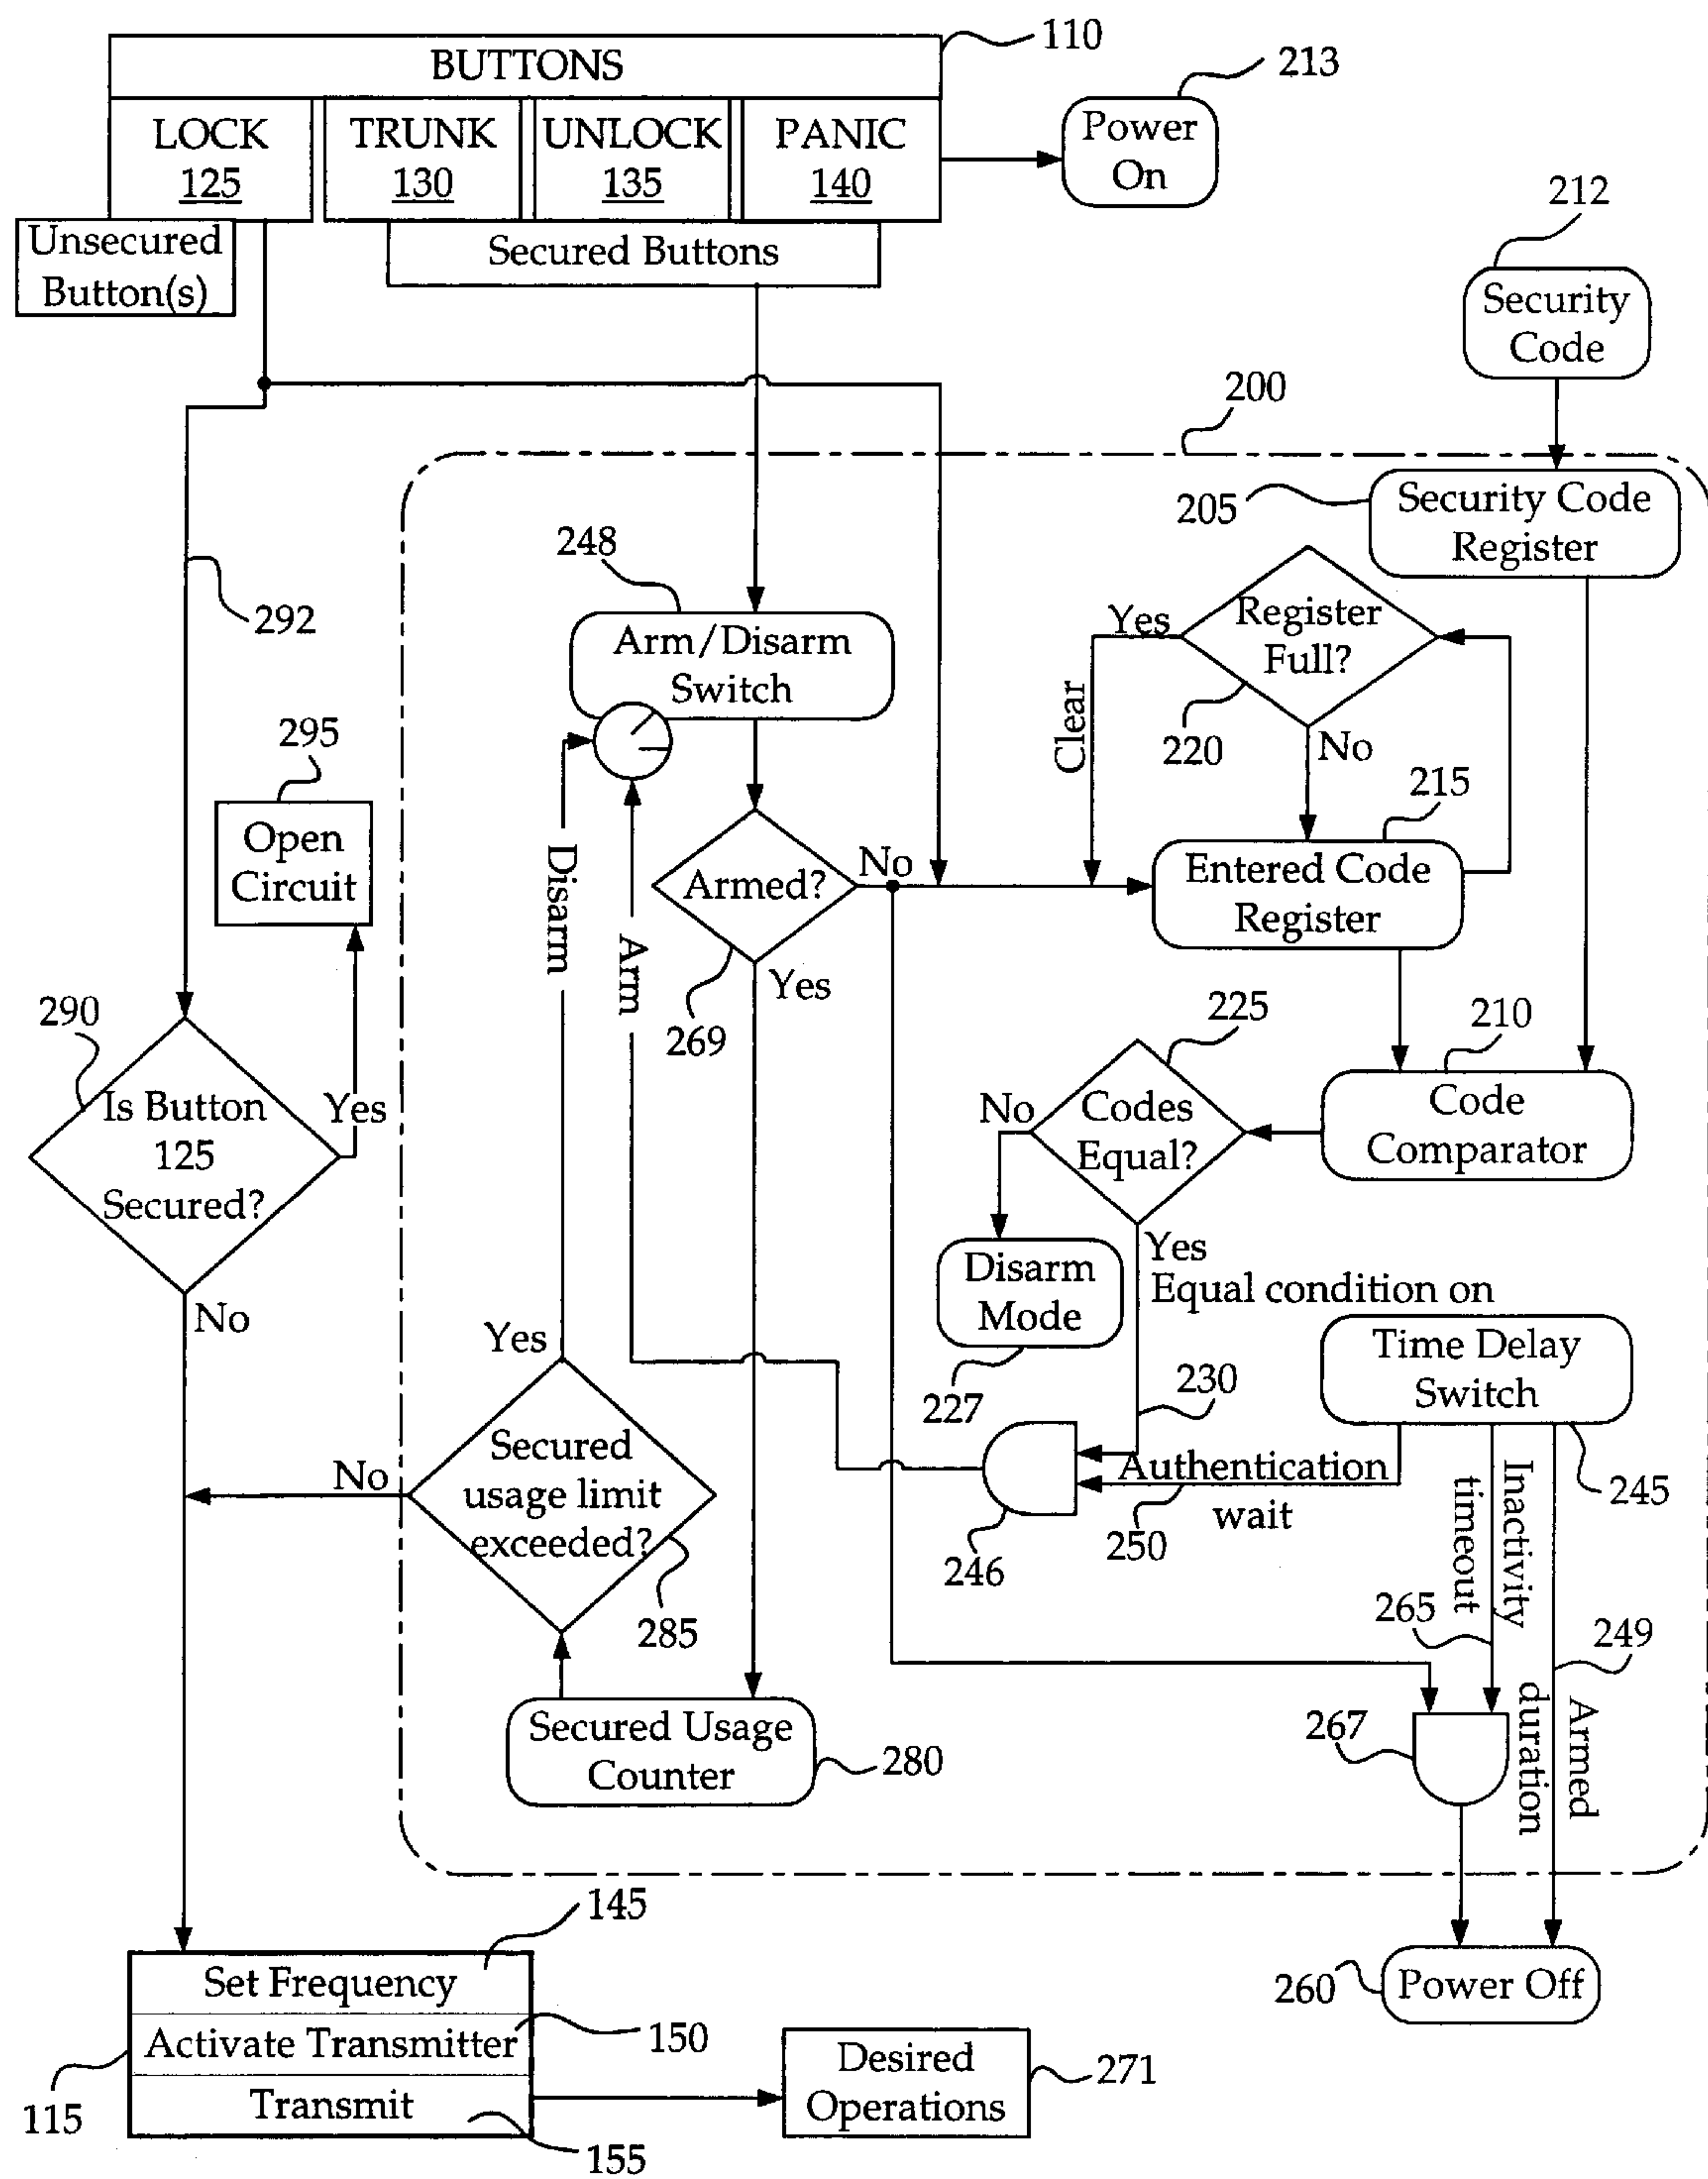 110
BUTTONS
213
LOCK
125
TRUNK
130
UNLOCK
135
PANIC
140
Power
On
Unsecured
Button(s)
Secured Buttons
212
Security
Code
200
205
Security Code
Register
248
Arm/Disarm
Switch
292
Yes
Register
Full?
220
No
Clear
215
295
Open
Circuit
Disarm
Arm
Armed?
No
269
Yes
Entered Code
Register
290
Is Button
125
Secured?
Yes
No
225
No
Codes
Equal?
210
Code
Comparator
Yes
Equal condition on
Disarm
Mode
227
230
Time Delay
Switch
245
Yes
Secured
usage limit
exceeded?
No
285
246
Authentication
wait
250
Inactivity
timeout
265
249
Armed
duration
267
Secured Usage
Counter
280
145
Set Frequency
Activate Transmitter
150
115
Transmit
155
Desired
Operations
271
260
Power Off